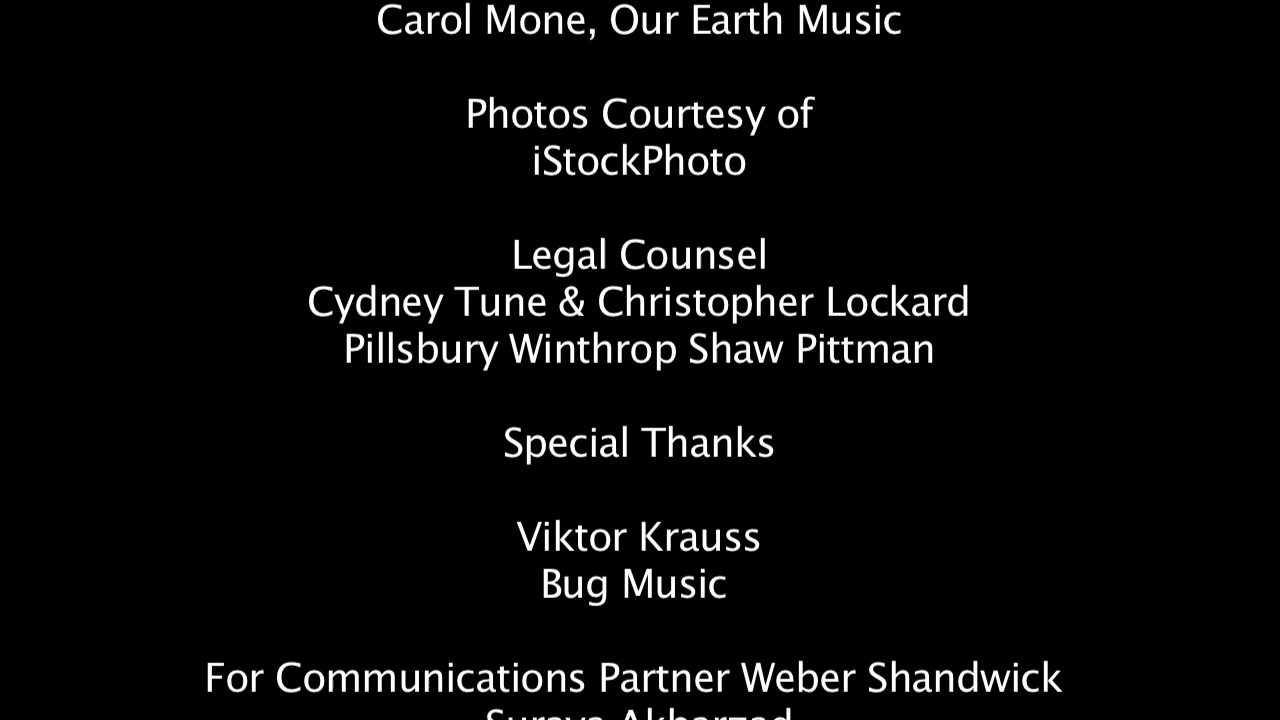 Carol Mone, Our Earth Music
Photos Courtesy of
iStockPhoto
Legal Counsel
Cydney Tune & Christopher Lockard
Pillsbury Winthrop Shaw Pittman
Special Thanks
Viktor Krauss
Bug Music
For Communications Partner Weber Shandwick